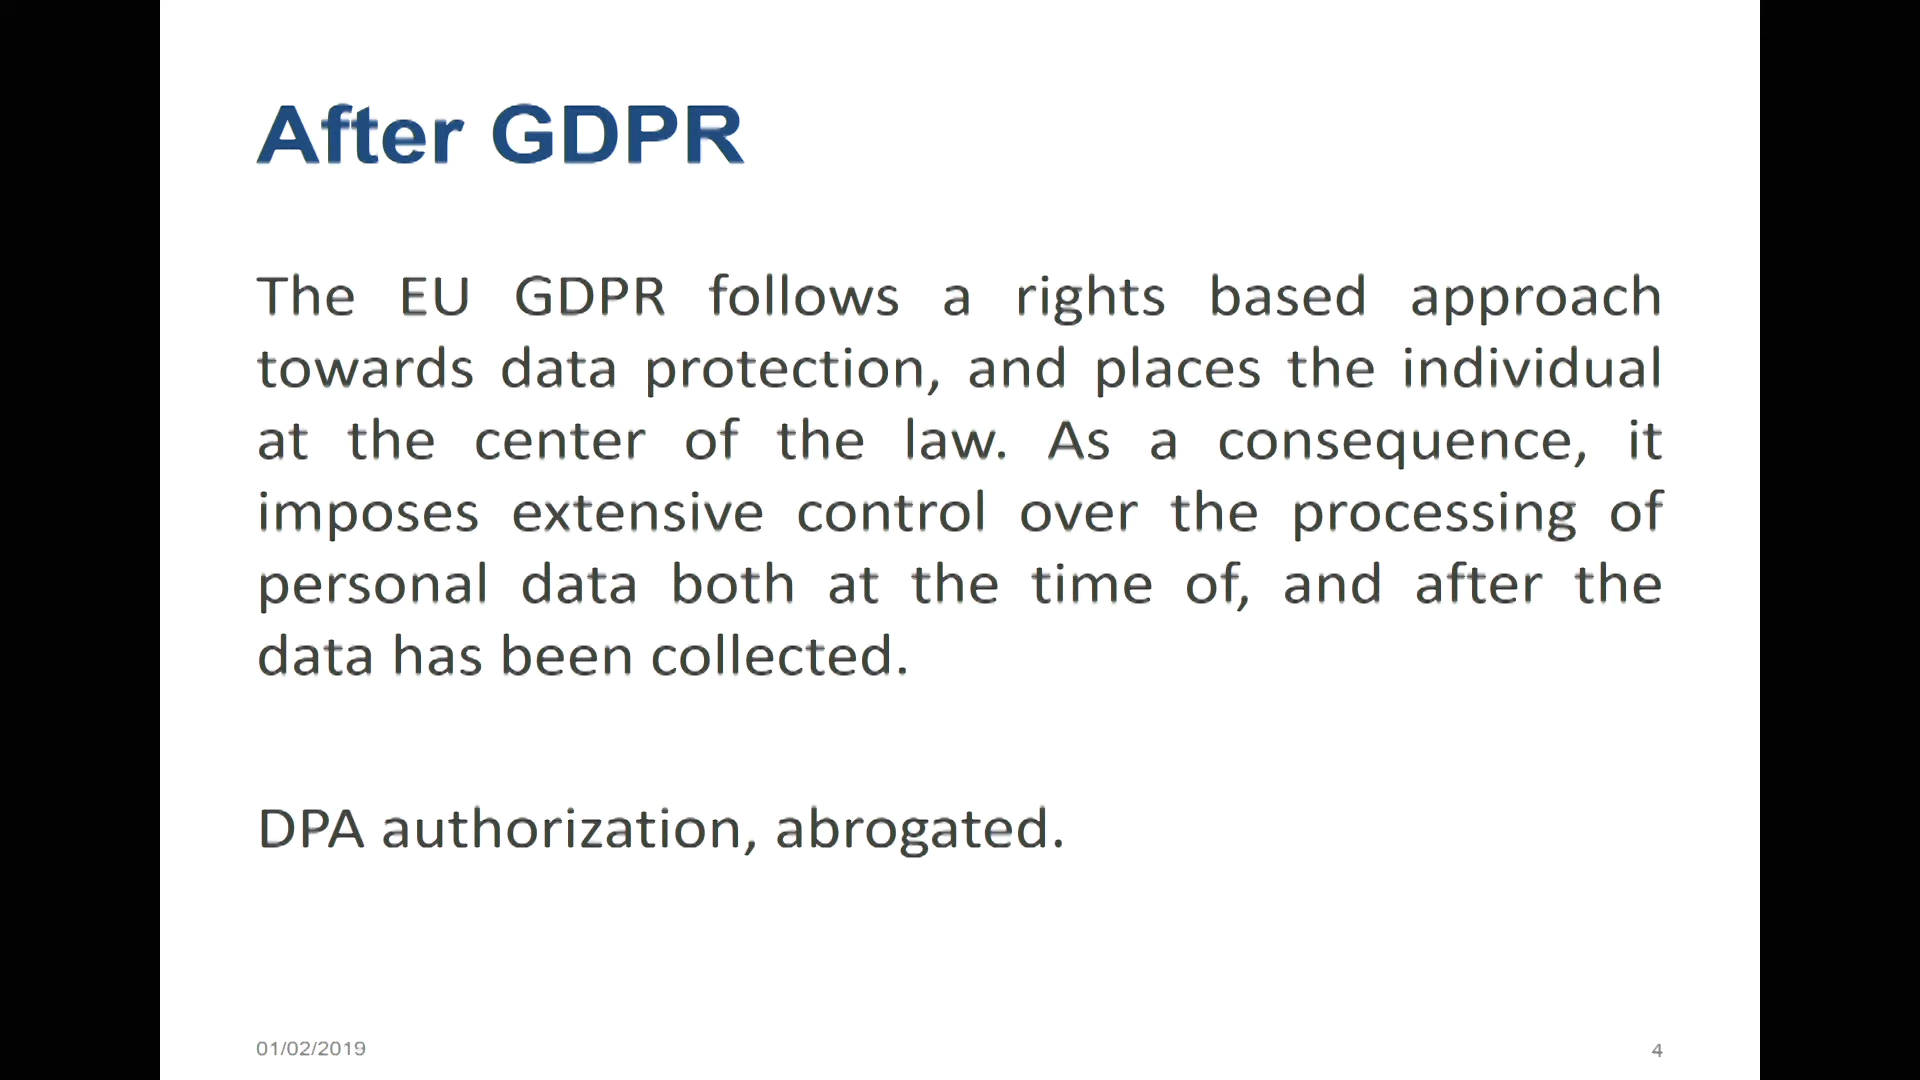 After GDPR
The EU GDPR follows a rights based approach
towards data protection, and places the individual
at the center of the law. As a consequence, it
imposes extensive control over the processing of
personal data both at the time of, and after the
data has been collected.
DPA authorization, abrogated.
01/02/2019
4